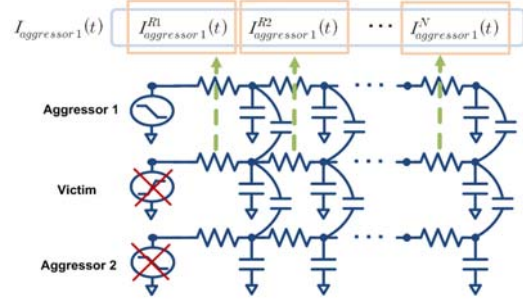 I_{aggressor 1}(t) I^{R1}_{aggressor 1}(t) I^{R2}_{aggressor 1}(t) ... I^{N}_{aggressor 1}(t)
Aggressor 1
Victim
Aggressor 2